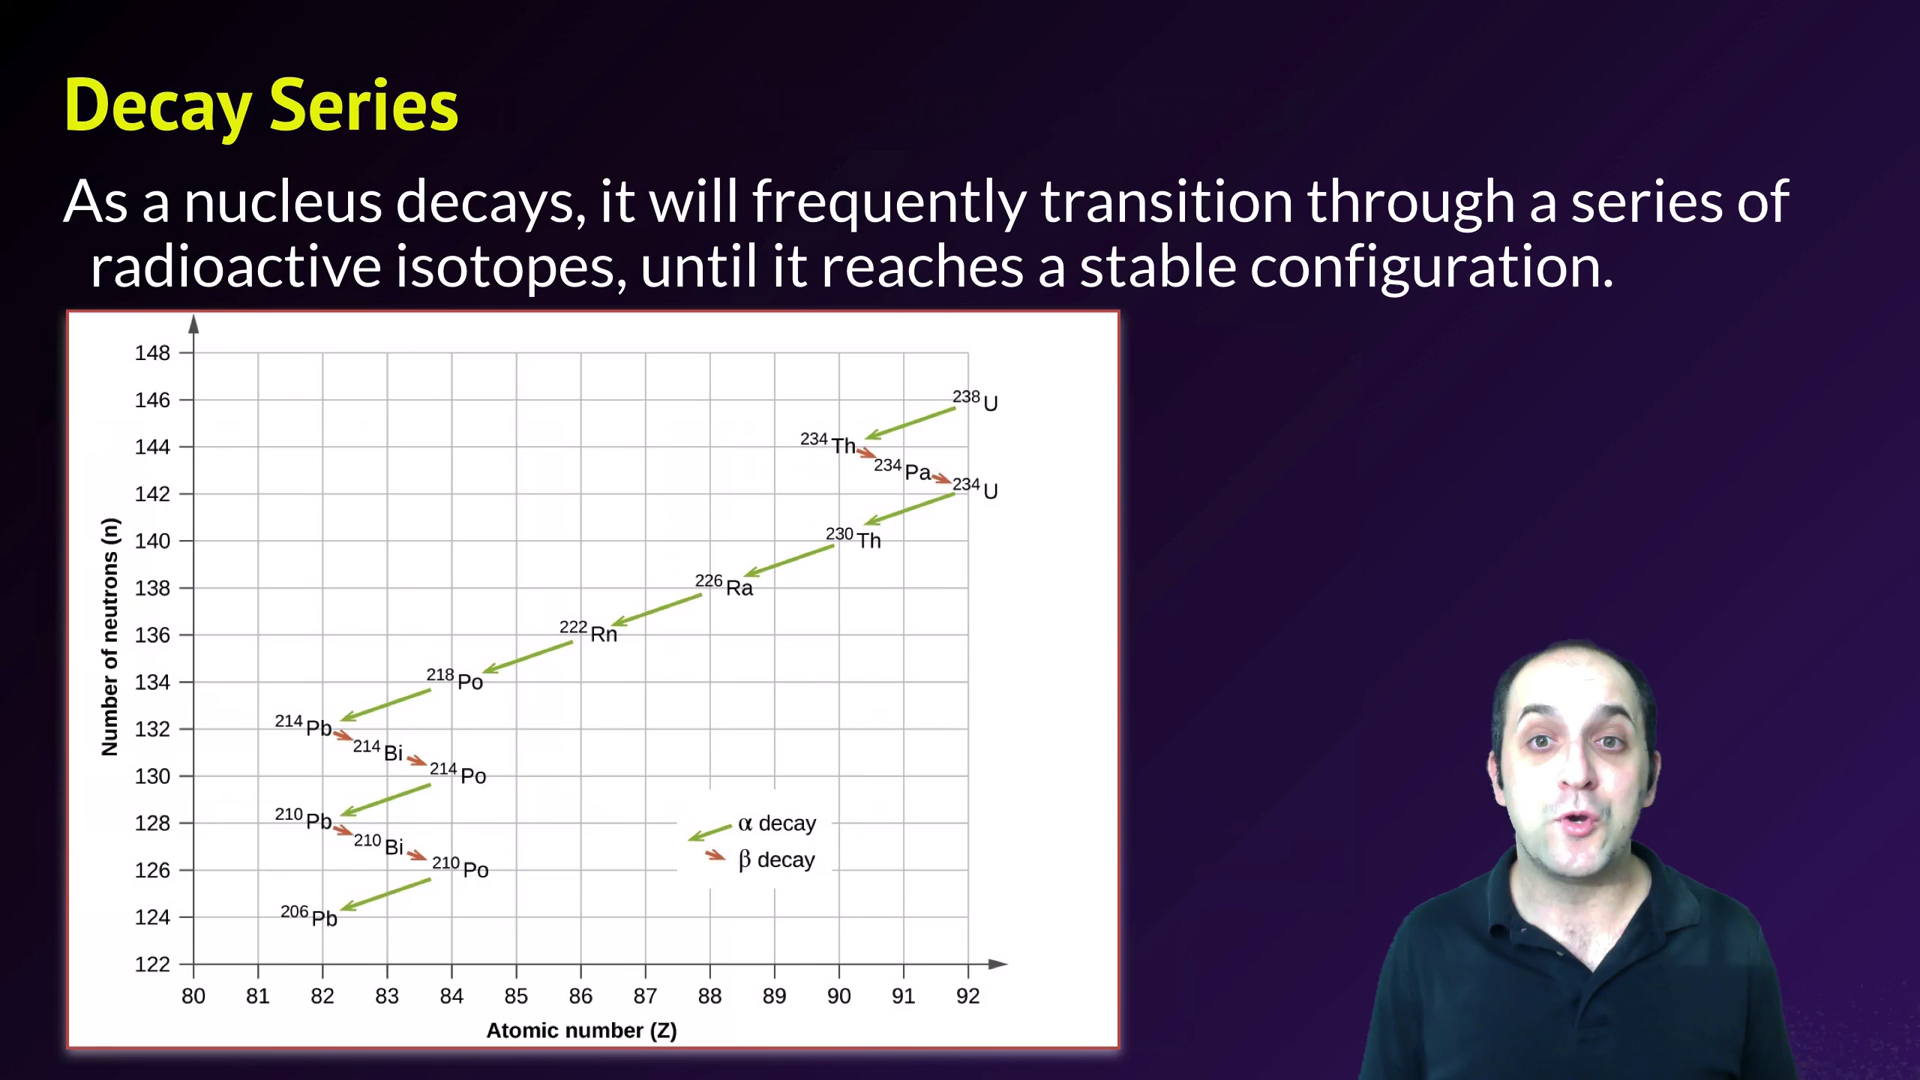 Decay Series
As a nucleus decays, it will frequently transition through a series of
radioactive isotopes, until it reaches a stable configuration.
148
146
144
142
140
138
136
134
132
130
128
126
124
122
Number of neutrons (n)
238U
234Th
234Pa
234U
230Th
226Ra
222Rn
218Po
214Pb
214Bi
214Po
210Pb
210Bi
210Po
206Pb
α decay
β decay
80 81 82 83 84 85 86 87 88 89 90 91 92
Atomic number (Z)